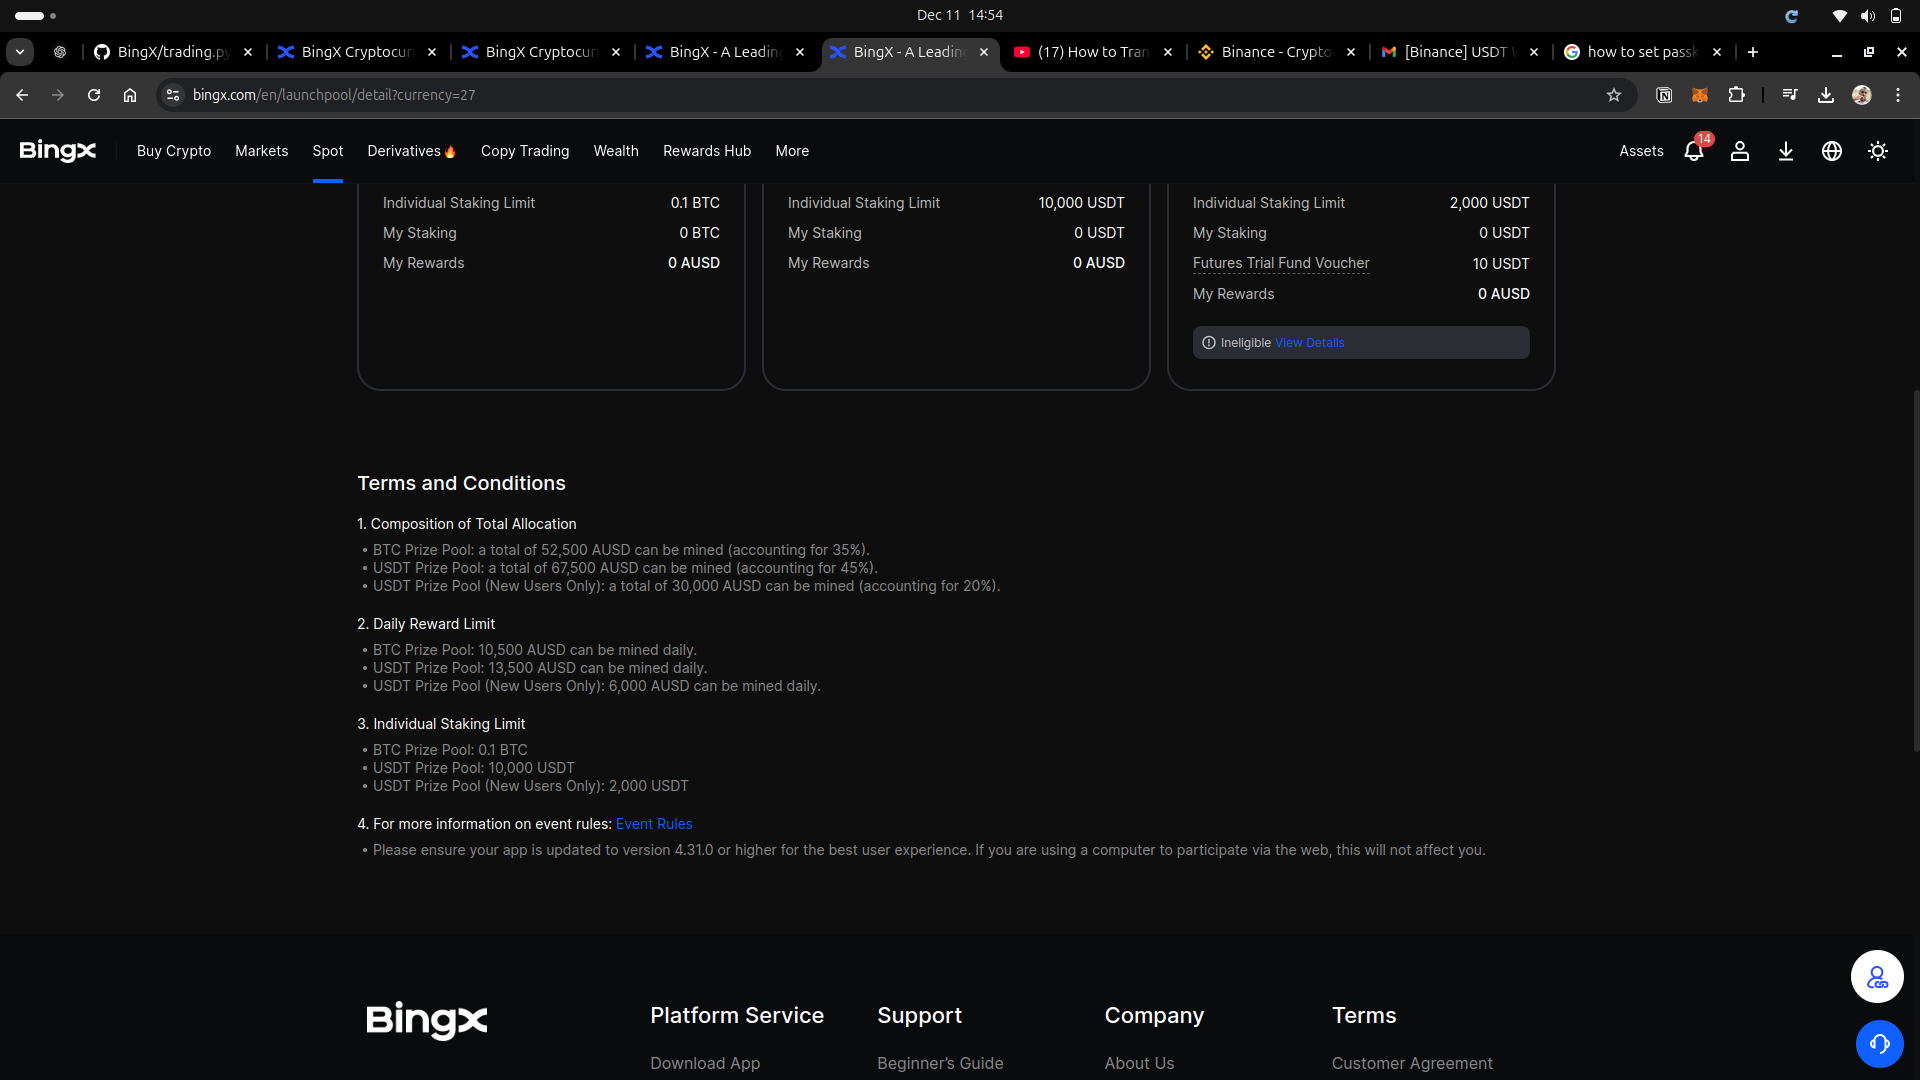 Dec 11 14:54
BingX/trading.py
BingX Cryptocur
BingX Cryptocur
BingX - A Leading
BingX - A Leading
(17) How to Tran
Binance - Crypto
[Binance] USDT
how to set pass
bingx.com/en/launchpool/detail?currency=27
BingX
Buy Crypto
Markets
Spot
Derivatives
Copy Trading
Wealth
Rewards Hub
More
Assets
14
Individual Staking Limit 0.1 BTC
My Staking 0 BTC
My Rewards 0 AUSD
Individual Staking Limit 10,000 USDT
My Staking 0 USDT
My Rewards 0 AUSD
Individual Staking Limit 2,000 USDT
My Staking 0 USDT
Futures Trial Fund Voucher 10 USDT
My Rewards 0 AUSD
Ineligible View Details
Terms and Conditions
1. Composition of Total Allocation
• BTC Prize Pool: a total of 52,500 AUSD can be mined (accounting for 35%).
• USDT Prize Pool: a total of 67,500 AUSD can be mined (accounting for 45%).
• USDT Prize Pool (New Users Only): a total of 30,000 AUSD can be mined (accounting for 20%).
2. Daily Reward Limit
• BTC Prize Pool: 10,500 AUSD can be mined daily.
• USDT Prize Pool: 13,500 AUSD can be mined daily.
• USDT Prize Pool (New Users Only): 6,000 AUSD can be mined daily.
3. Individual Staking Limit
• BTC Prize Pool: 0.1 BTC
• USDT Prize Pool: 10,000 USDT
• USDT Prize Pool (New Users Only): 2,000 USDT
4. For more information on event rules: Event Rules
• Please ensure your app is updated to version 4.31.0 or higher for the best user experience. If you are using a computer to participate via the web, this will not affect you.
BingX
Platform Service
Support
Company
Terms
Download App
Beginner's Guide
About Us
Customer Agreement